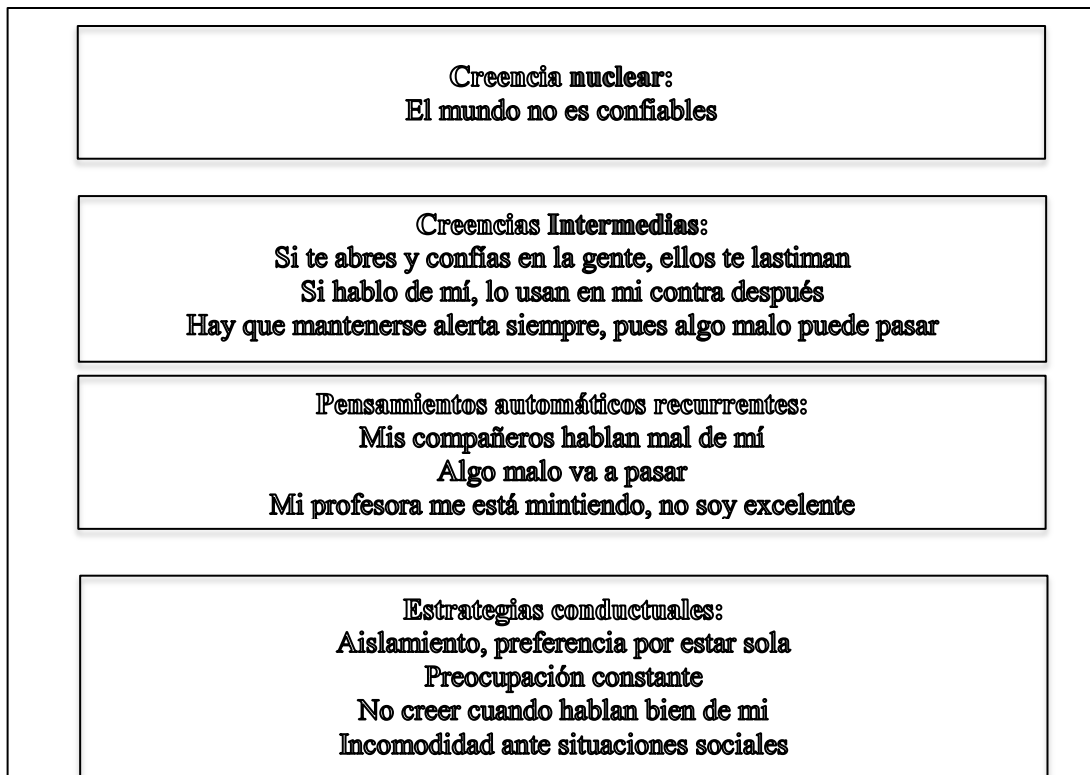 Creencia nuclear:
El mundo no es confiables
Creencias Intermedias:
Si te abres y confías en la gente, ellos te lastiman
Si hablo de mí, lo usan en mi contra después
Hay que mantenerse alerta siempre, pues algo malo puede pasar
Pensamientos automáticos recurrentes:
Mis compañeros hablan mal de mí
Algo malo va a pasar
Mi profesora me está mintiendo, no soy excelente
Estrategias conductuales:
Aislamiento, preferencia por estar sola
Preocupación constante
No creer cuando hablan bien de mi
Incomodidad ante situaciones sociales